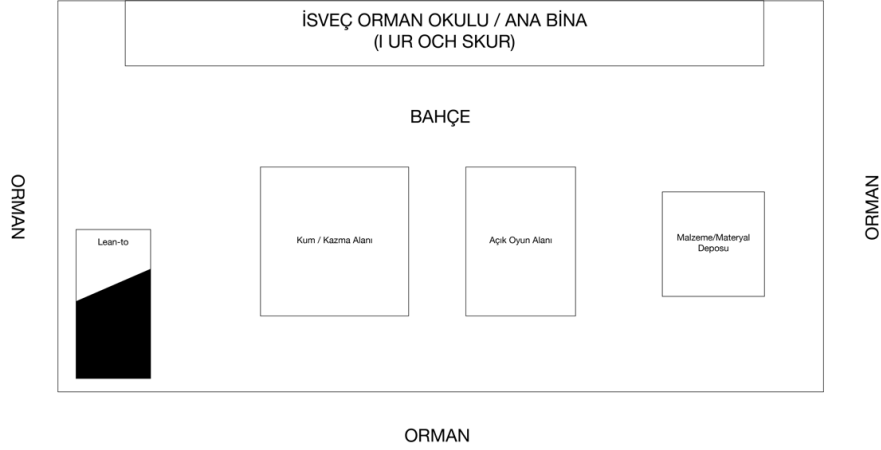 İSVEÇ ORMAN OKULU / ANA BİNA
(I UR OCH SKUR)
BAHÇE
ORMAN
ORMAN
Lean-to
Kum / Kazma Alanı
Açık Oyun Alanı
Malzeme/Materyal
Deposu
ORMAN